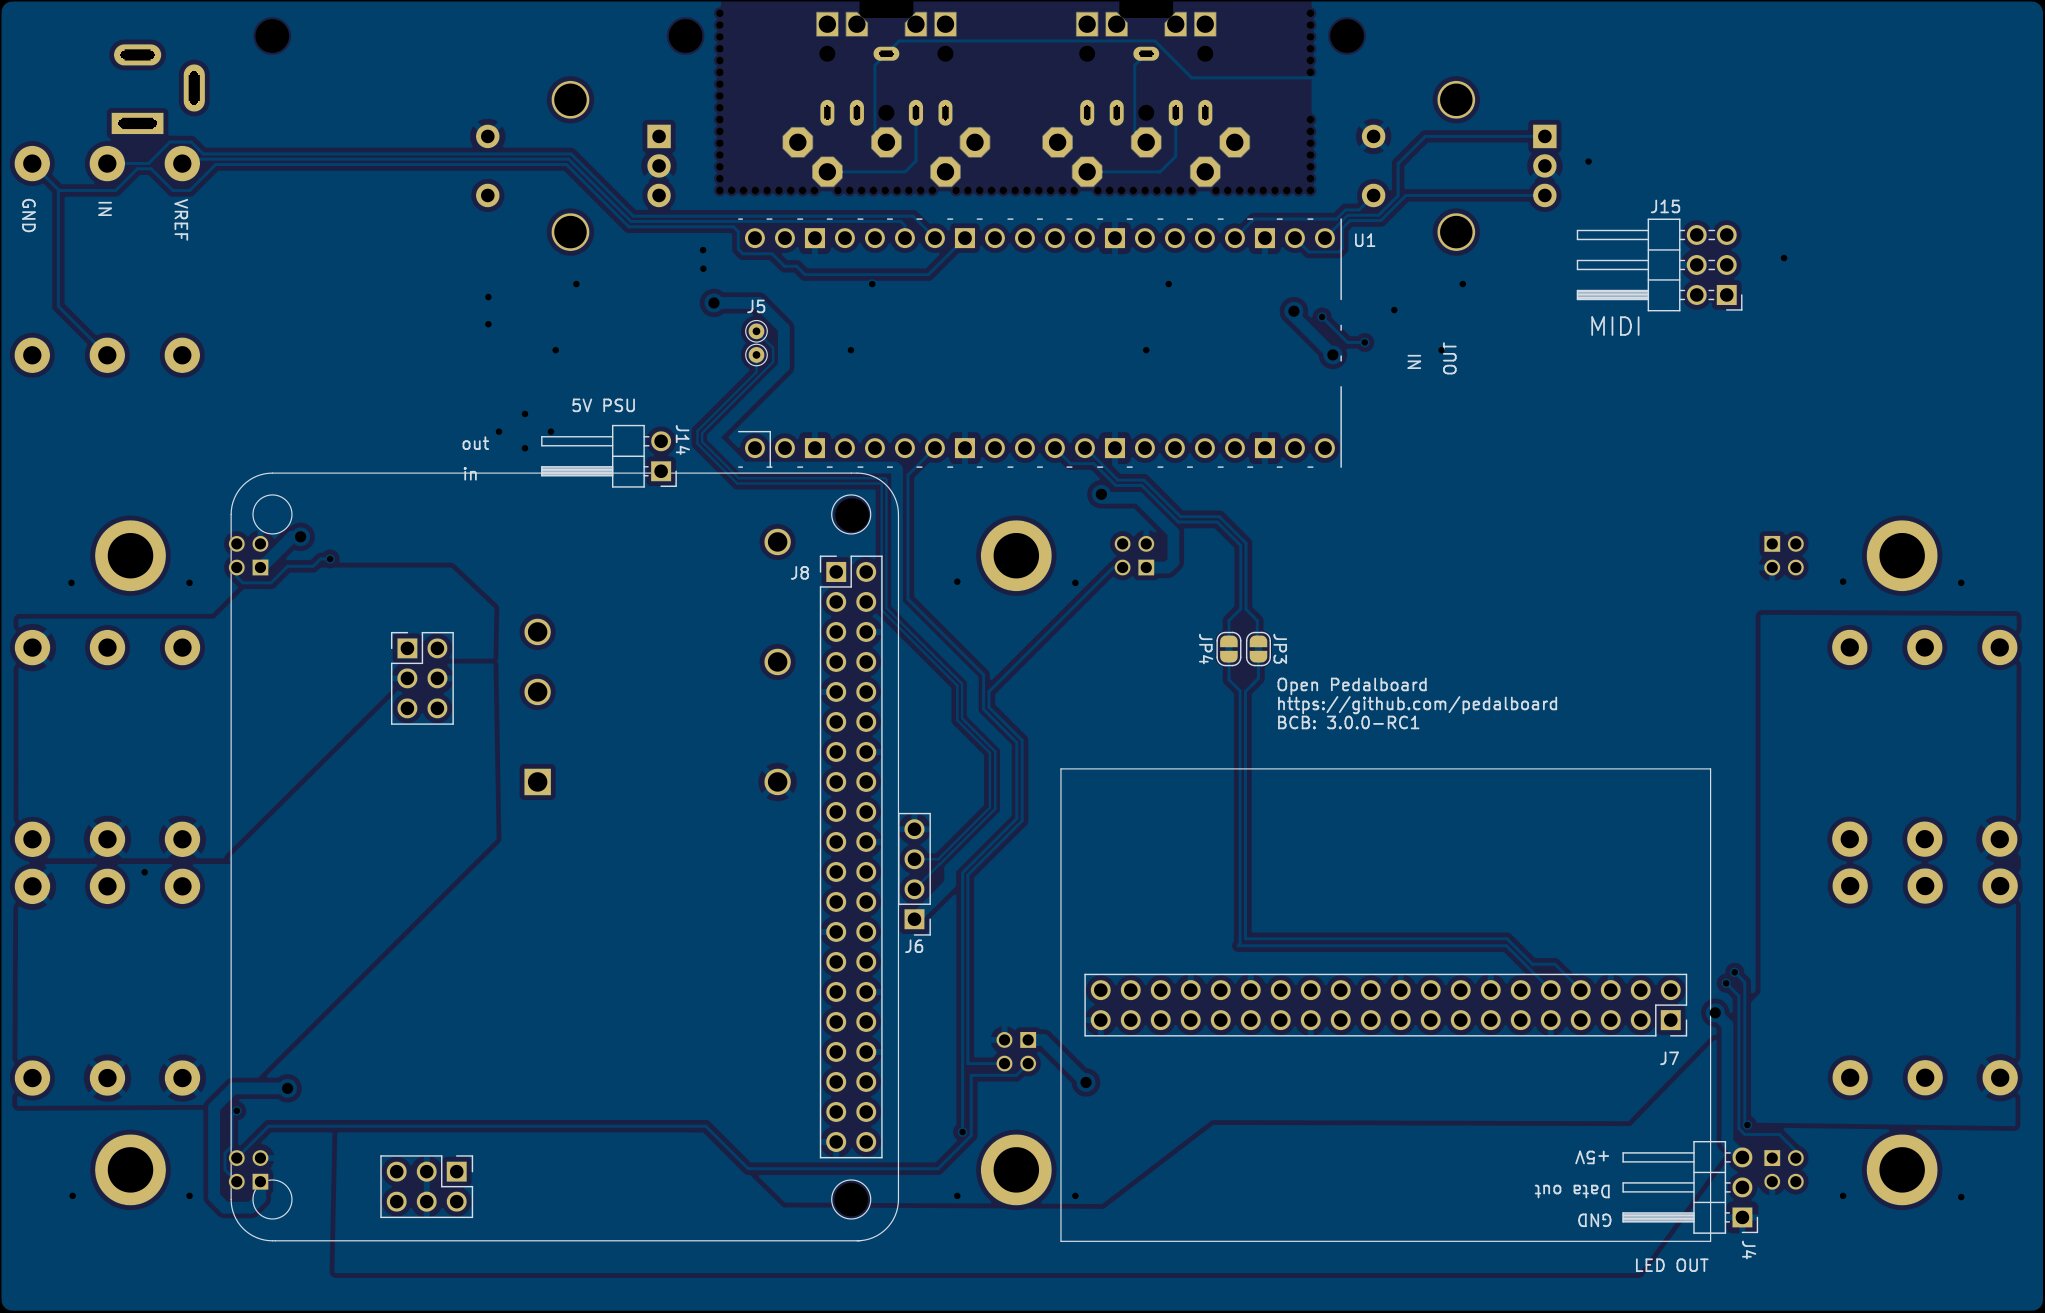 GND
IN
VREF
J15
U1
MIDI
J5
IN
OUT
5V PSU
out
in
J14
J8
JP4
JP3
Open Pedalboard
https://github.com/pedalboard
BCB: 3.0.0-RC1
J6
J7
+5V
Data out
GND
J4
LED OUT